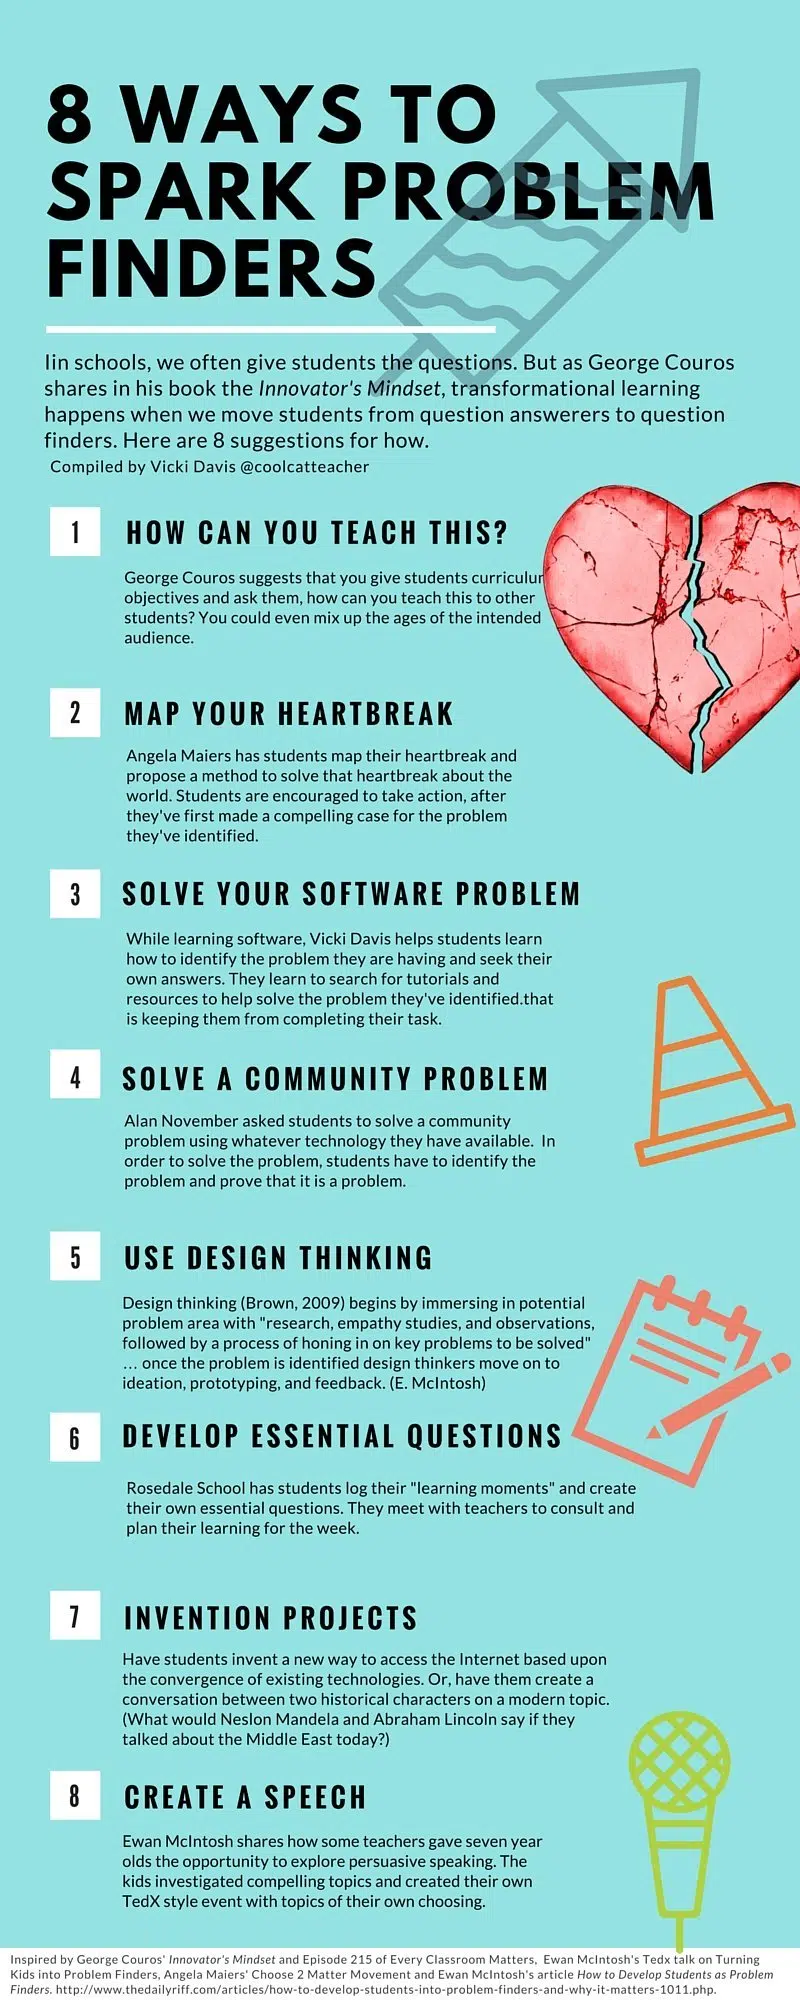 8 WAYS TO
SPARK PROBLEM
FINDERS
Iin schools, we often give students the questions. But as George Couros
shares in his book the Innovator's Mindset, transformational learning
happens when we move students from question answerers to question
finders. Here are 8 suggestions for how.
Compiled by Vicki Davis @coolcatteacher
1 HOW CAN YOU TEACH THIS?
George Couros suggests that you give students curriculur
objectives and ask them, how can you teach this to other
students? You could even mix up the ages of the intended
audience.
2 MAP YOUR HEARTBREAK
Angela Maiers has students map their heartbreak and
propose a method to solve that heartbreak about the
world. Students are encouraged to take action, after
they've first made a compelling case for the problem
they've identified.
3 SOLVE YOUR SOFTWARE PROBLEM
While learning software, Vicki Davis helps students learn
how to identify the problem they are having and seek their
own answers. They learn to search for tutorials and
resources to help solve the problem they've identified.that
is keeping them from completing their task.
4 SOLVE A COMMUNITY PROBLEM
Alan November asked students to solve a community
problem using whatever technology they have available. In
order to solve the problem, students have to identify the
problem and prove that it is a problem.
5 USE DESIGN THINKING
Design thinking (Brown, 2009) begins by immersing in potential
problem area with "research, empathy studies, and observations,
followed by a process of honing in on key problems to be solved"
... once the problem is identified design thinkers move on to
ideation, prototyping, and feedback. (E. McIntosh)
6 DEVELOP ESSENTIAL QUESTIONS
Rosedale School has students log their "learning moments" and create
their own essential questions. They meet with teachers to consult and
plan their learning for the week.
7 INVENTION PROJECTS
Have students invent a new way to access the Internet based upon
the convergence of existing technologies. Or, have them create a
conversation between two historical characters on a modern topic.
(What would Neslon Mandela and Abraham Lincoln say if they
talked about the Middle East today?)
8 CREATE A SPEECH
Ewan McIntosh shares how some teachers gave seven year
olds the opportunity to explore persuasive speaking. The
kids investigated compelling topics and created their own
TedX style event with topics of their own choosing.
Inspired by George Couros' Innovator's Mindset and Episode 215 of Every Classroom Matters, Ewan McIntosh's Tedx talk on Turning
Kids into Problem Finders, Angela Maiers' Choose 2 Matter Movement and Ewan McIntosh's article How to Develop Students as Problem
Finders. http://www.thedailyriff.com/articles/how-to-develop-students-into-problem-finders-and-why-it-matters-1011.php.